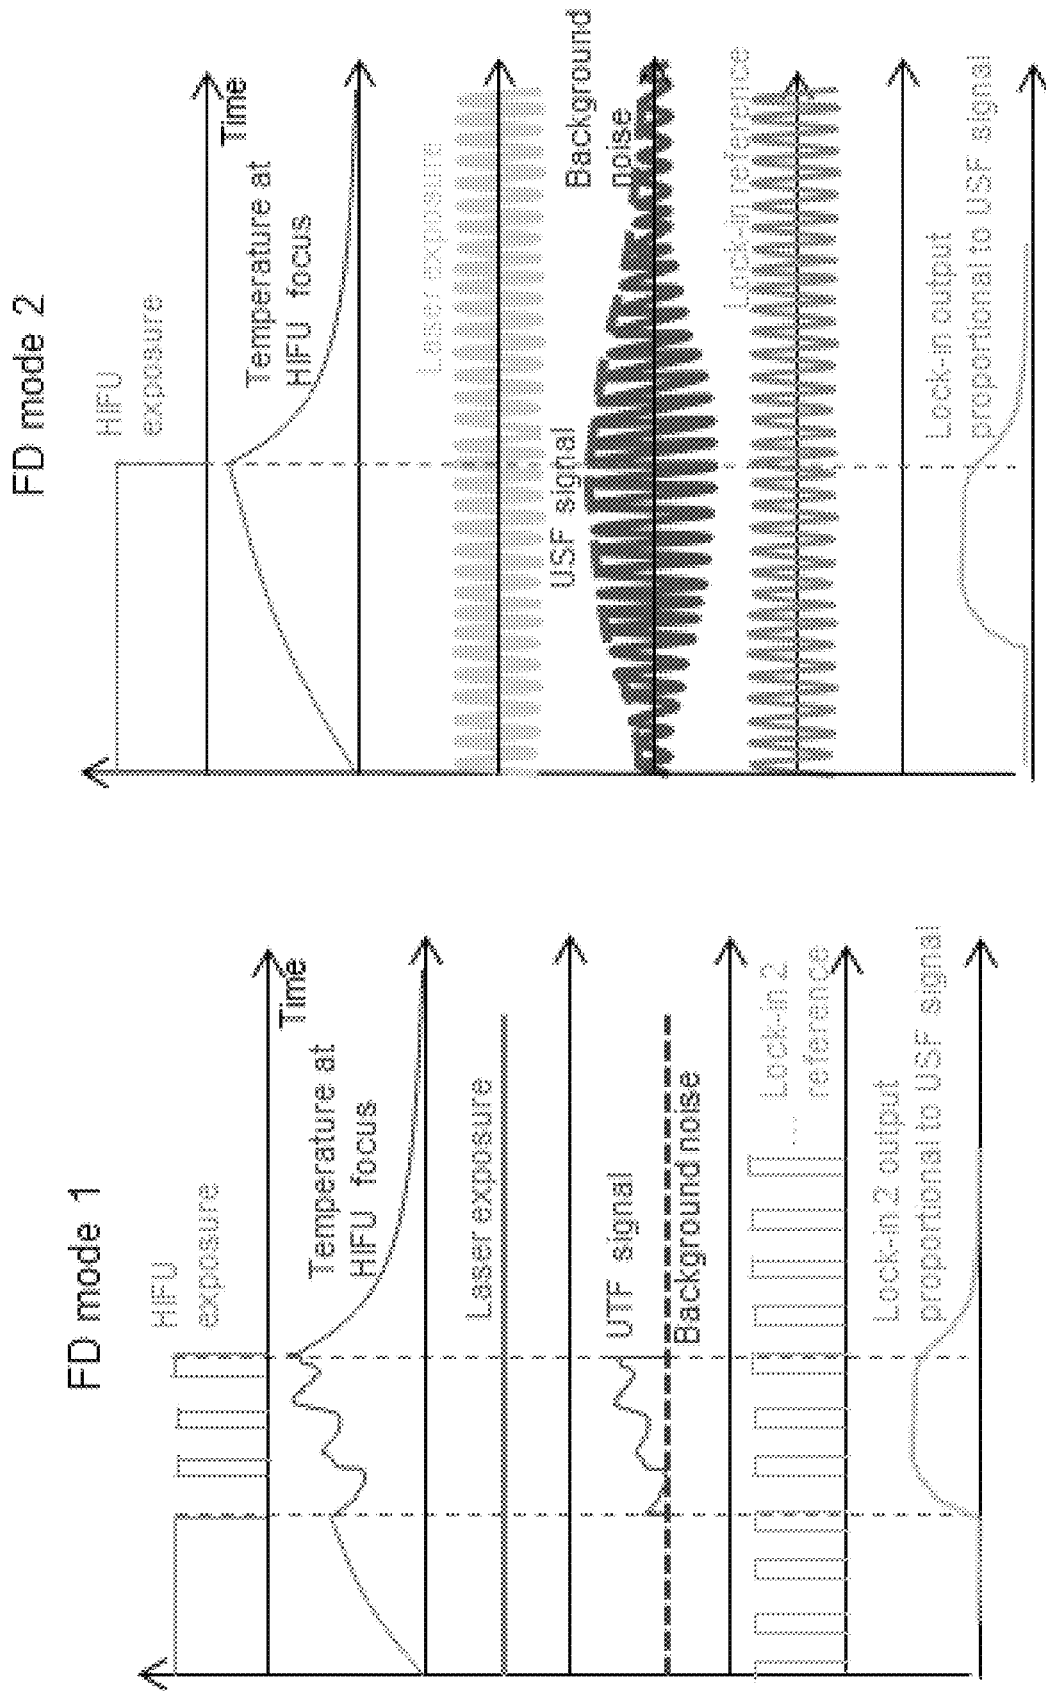 FD mode 1
HIFU
exposure
Time
Temperature at
HIFU focus
Laser exposure
UTF signal
Background noise
.... Lock-in 2
reference
Lock-in 2 output
proportional to USF signal
FD mode 2
HIFU
exposure
Time
Temperature at
HIFU focus
Laser exposure
USF signal
Background
noise
Lock-in reference
Lock-in output
proportional to USF signal